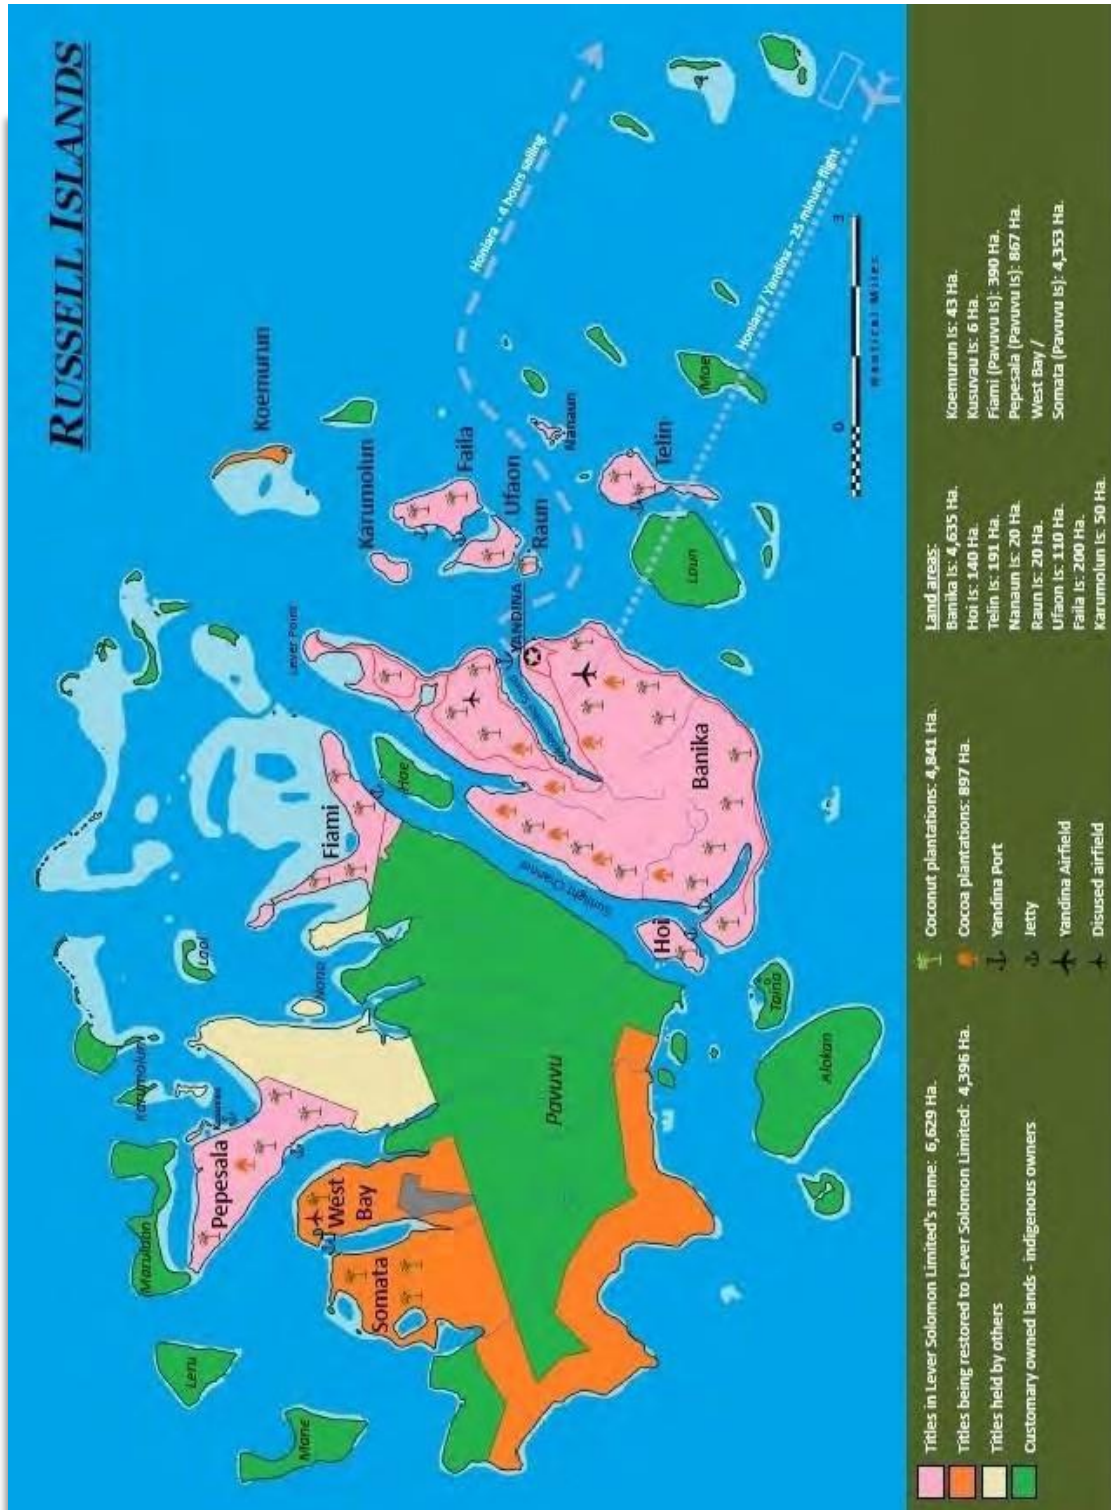 RUSSELL ISLANDS
Mane
Leru
Marulaon
Karumolun
Laol
Nono
Pepesala
West
Bay
Somata
Pavuvu
Fiami
Hoe
Lever Point
Koemurun
Karumolun
Faila
Ufaon
Raun
YANDINA
Nanaun
Telin
Loun
Moe
Banika
Sunlight Channel
Hoi
Taina
Alokan
Honiara - 4 hours sailing
Honiara / Yandina – 25 minute flight
0 3
Nautical Miles
Titles in Lever Solomon Limited's name: 6,629 Ha.
Titles being restored to Lever Solomon Limited: 4,396 Ha.
Titles held by others
Customary owned lands - indigenous owners
Coconut plantations: 4,841 Ha.
Cocoa plantations: 897 Ha.
Yandina Port
Jetty
Yandina Airfield
Disused airfield
Land areas:
Banika Is: 4,635 Ha.
Hoi Is: 140 Ha.
Telin Is: 191 Ha.
Nanaun Is: 20 Ha.
Raun Is: 20 Ha.
Ufaon Is: 110 Ha.
Faila Is: 200 Ha.
Karumolun Is: 50 Ha.
Koemurun Is: 43 Ha.
Kusuvau Is: 6 Ha.
Fiami (Pavuvu Is): 390 Ha.
Pepesala (Pavuvu Is): 867 Ha.
West Bay /
Somata (Pavuvu Is): 4,353 Ha.